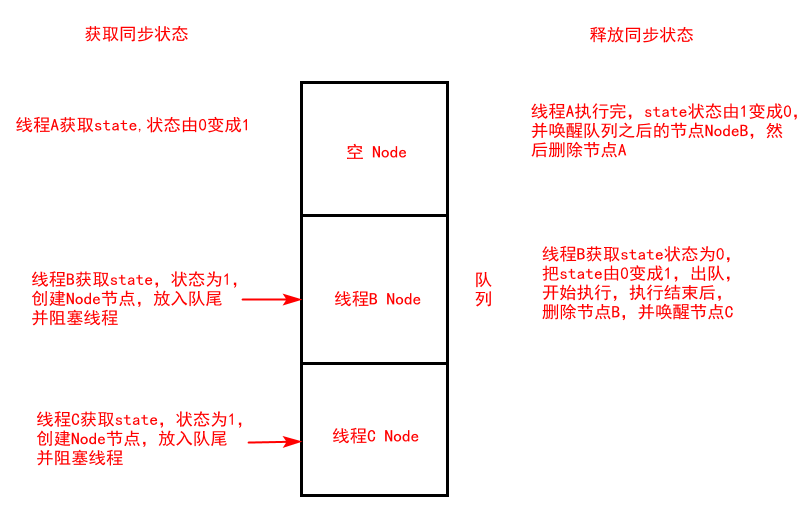 获取同步状态
释放同步状态
线程A获取state,状态由0变成1
线程A执行完，state状态由1变成0，
并唤醒队列之后的节点NodeB，然
后删除节点A
空 Node
线程B获取state，状态为1，
创建Node节点，放入队尾
并阻塞线程
线程B Node
队
列
线程B获取state状态为0，
把state由0变成1，出队，
开始执行，执行结束后，
删除节点B，并唤醒节点C
线程C获取state，状态为1，
创建Node节点，放入队尾
并阻塞线程
线程C Node